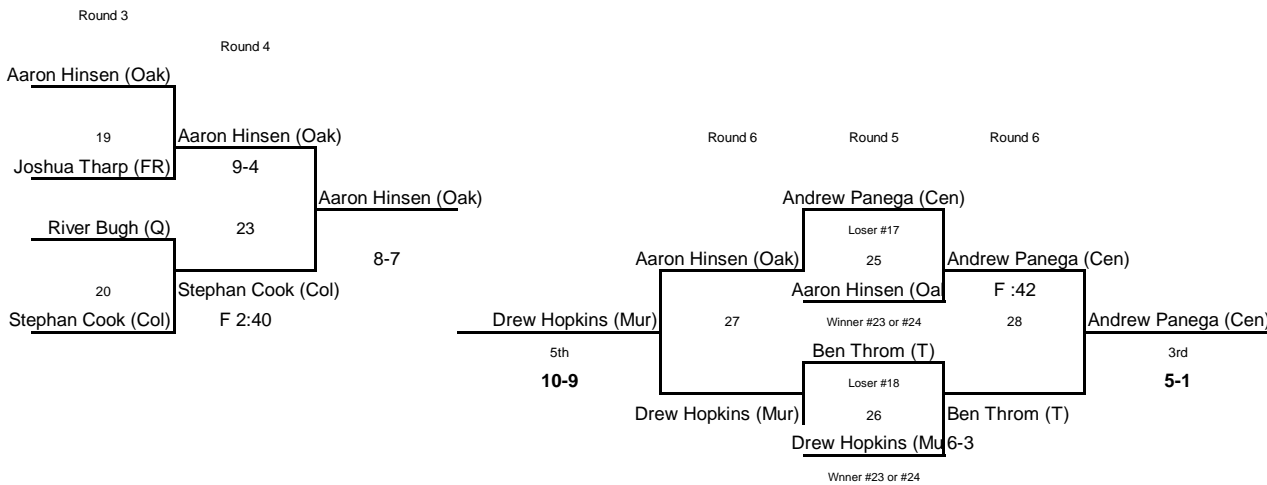 Round 3
Round 4
Aaron Hinsen (Oak)
19
Aaron Hinsen (Oak)
Joshua Tharp (FR)
9-4
Aaron Hinsen (Oak)
River Bugh (Q)
23
8-7
20
Stephan Cook (Col)
Stephan Cook (Col)
F 2:40
Round 6
Round 5
Round 6
Andrew Panega (Cen)
Loser #17
Aaron Hinsen (Oak)
25
Andrew Panega (Cen)
Aaron Hinsen (Oal
F :42
Drew Hopkins (Mur)
27
Winner #23 or #24
28
Andrew Panega (Cen)
5th
Ben Throm (T)
3rd
10-9
Loser #18
5-1
Drew Hopkins (Mur)
26
Ben Throm (T)
Drew Hopkins (Mu
6-3
Wnner #23 or #24